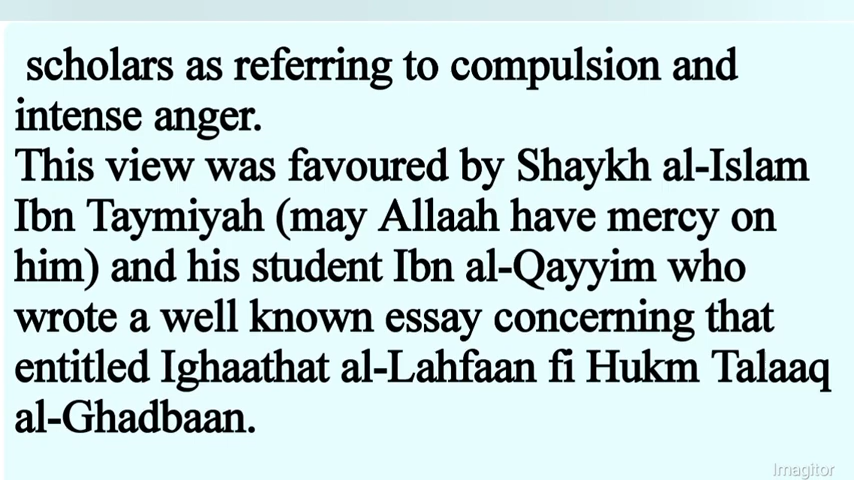 scholars as referring to compulsion and
intense anger.
This view was favoured by Shaykh al-Islam
Ibn Taymiyah (may Allaah have mercy on
him) and his student Ibn al-Qayyim who
wrote a well known essay concerning that
entitled Ighaathat al-Lahfaan fi Hukm Talaaq
al-Ghadbaan.
Imagitor